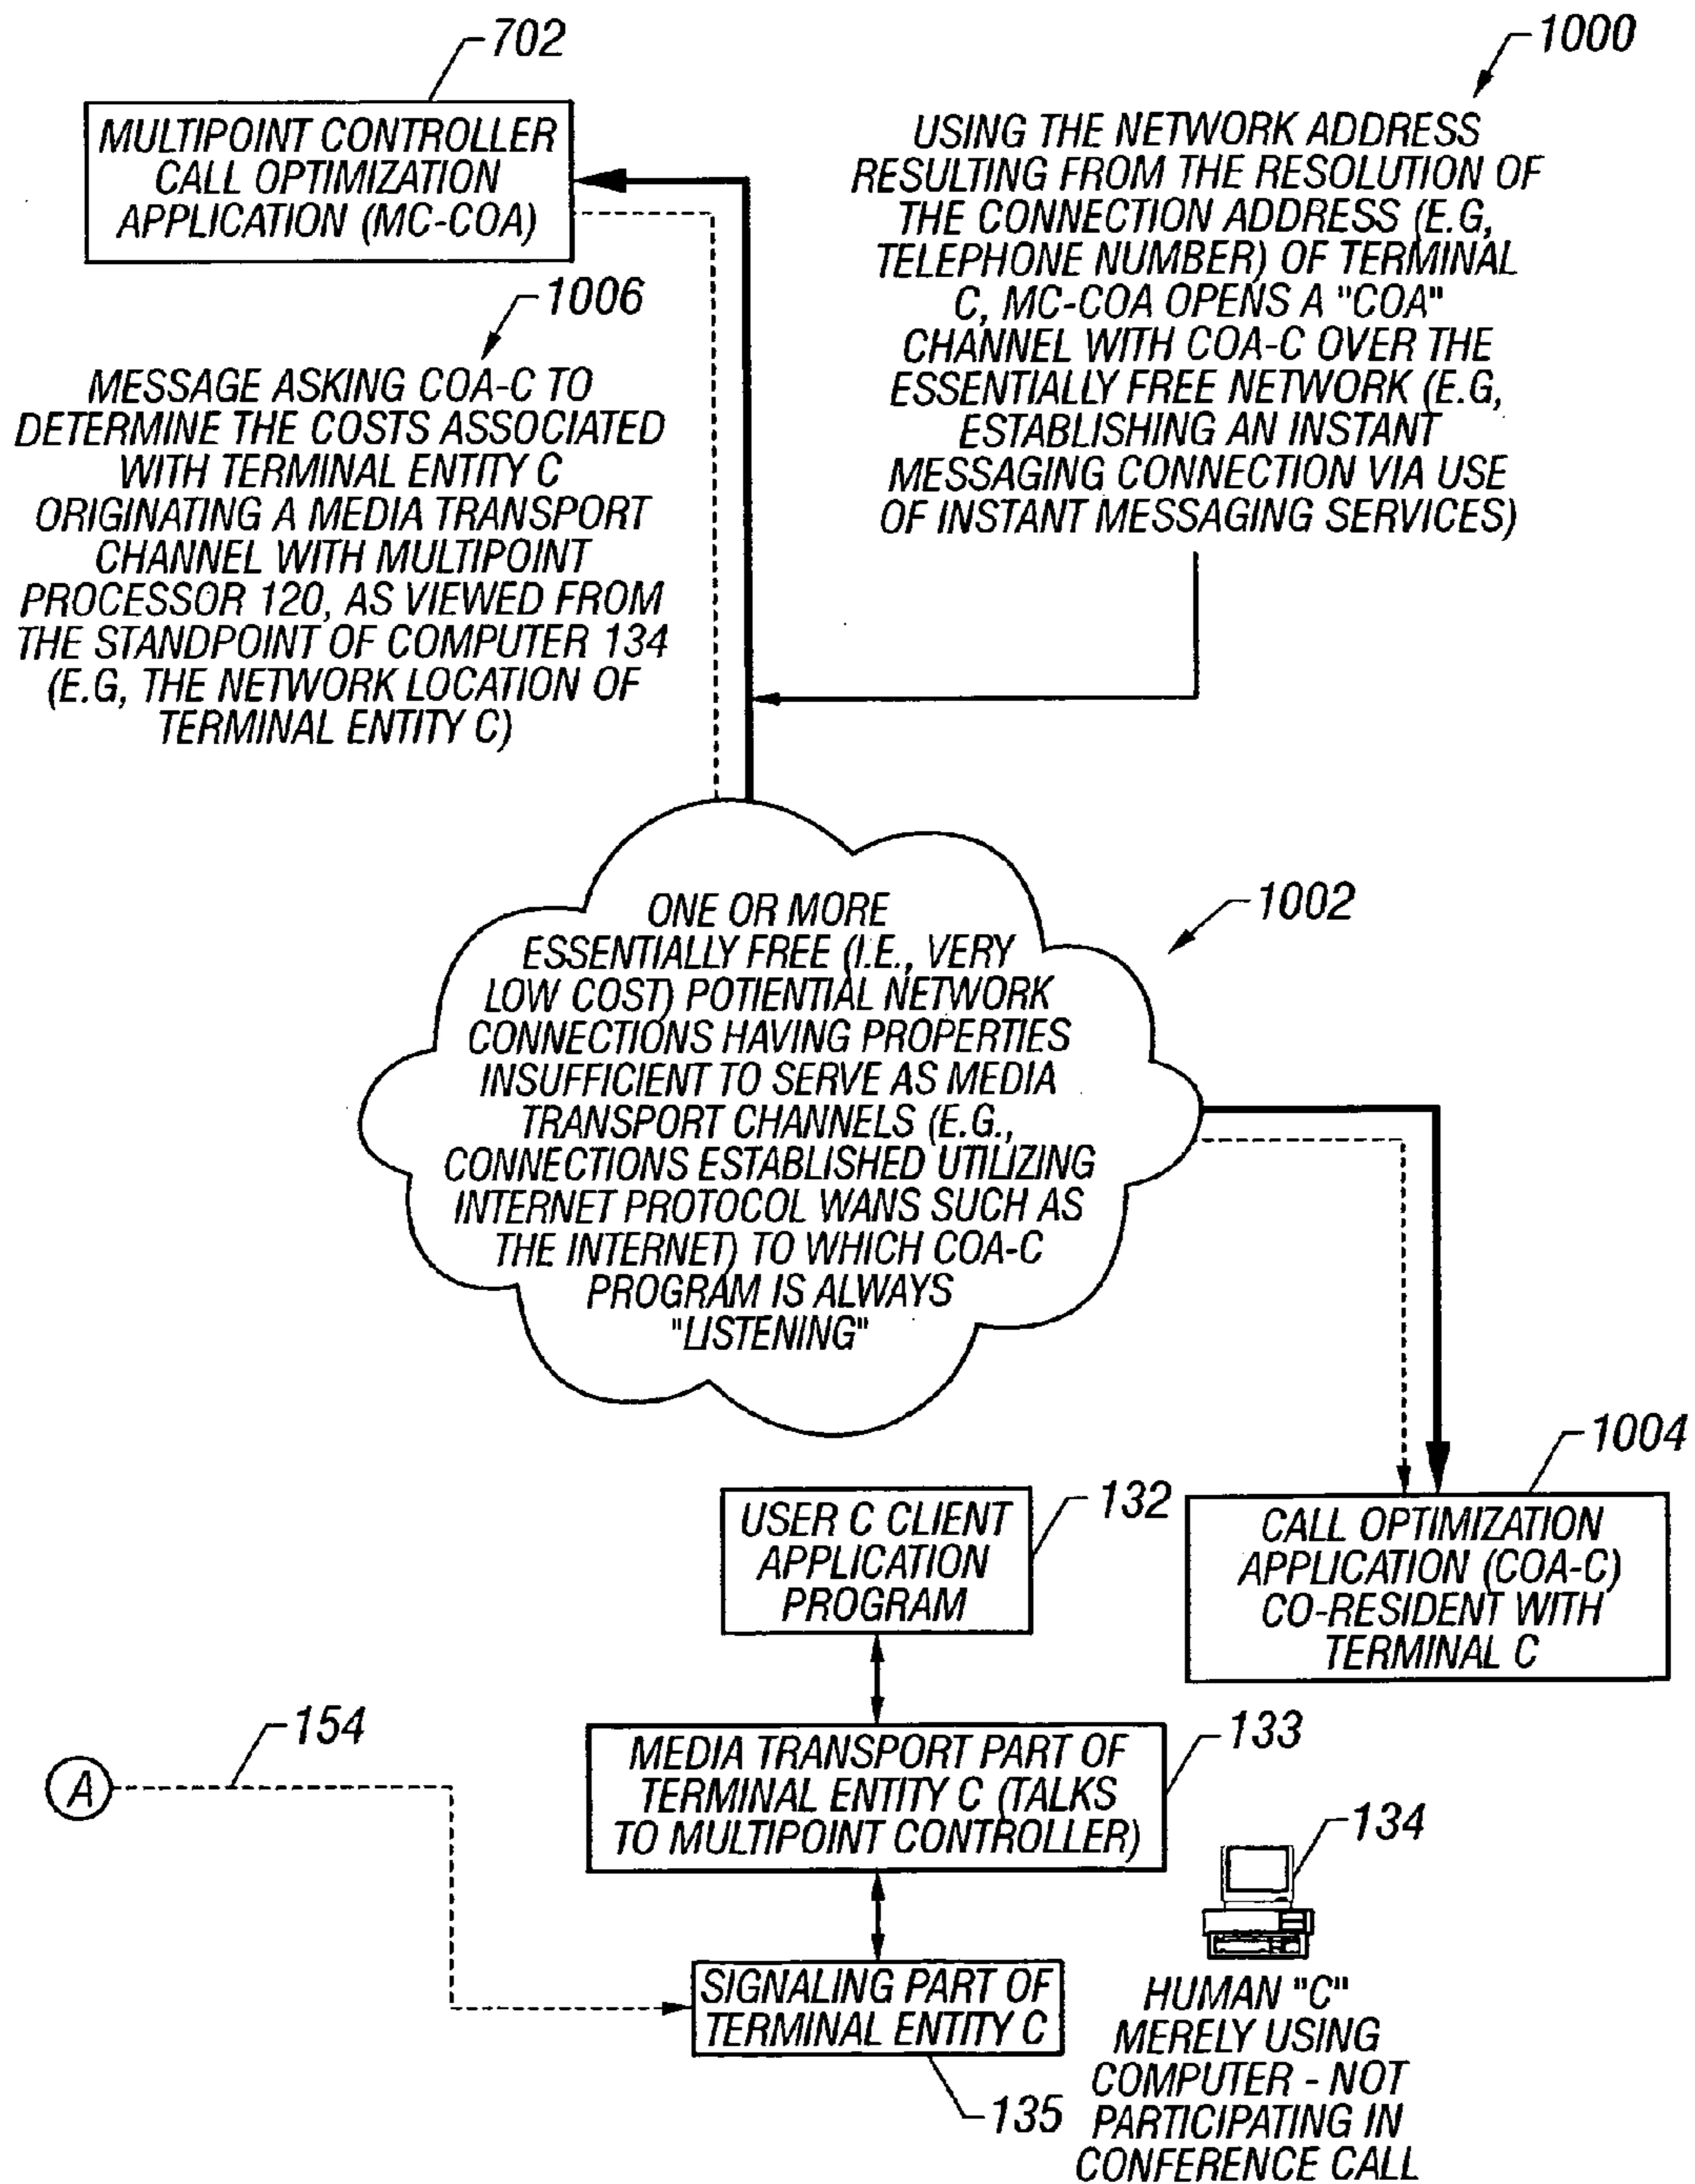 702
MULTIPOINT CONTROLLER
CALL OPTIMIZATION
APPLICATION (MC-COA)
1000
USING THE NETWORK ADDRESS
RESULTING FROM THE RESOLUTION OF
THE CONNECTION ADDRESS (E.G,
TELEPHONE NUMBER) OF TERMINAL
C, MC-COA OPENS A "COA"
CHANNEL WITH COA-C OVER THE
ESSENTIALLY FREE NETWORK (E.G,
ESTABLISHING AN INSTANT
MESSAGING CONNECTION VIA USE
OF INSTANT MESSAGING SERVICES)
1006
MESSAGE ASKING COA-C TO
DETERMINE THE COSTS ASSOCIATED
WITH TERMINAL ENTITY C
ORIGINATING A MEDIA TRANSPORT
CHANNEL WITH MULTIPOINT
PROCESSOR 120, AS VIEWED FROM
THE STANDPOINT OF COMPUTER 134
(E.G, THE NETWORK LOCATION OF
TERMINAL ENTITY C)
1002
ONE OR MORE
ESSENTIALLY FREE (I.E., VERY
LOW COST) POTIENTIAL NETWORK
CONNECTIONS HAVING PROPERTIES
INSUFFICIENT TO SERVE AS MEDIA
TRANSPORT CHANNELS (E.G.,
CONNECTIONS ESTABLISHED UTILIZING
INTERNET PROTOCOL WANS SUCH AS
THE INTERNET) TO WHICH COA-C
PROGRAM IS ALWAYS
"LISTENING"
1004
CALL OPTIMIZATION
APPLICATION (COA-C)
CO-RESIDENT WITH
TERMINAL C
132
USER C CLIENT
APPLICATION
PROGRAM
133
MEDIA TRANSPORT PART OF
TERMINAL ENTITY C (TALKS
TO MULTIPOINT CONTROLLER)
154
A
SIGNALING PART OF
TERMINAL ENTITY C
135
134
HUMAN "C"
MERELY USING
COMPUTER - NOT
PARTICIPATING IN
CONFERENCE CALL